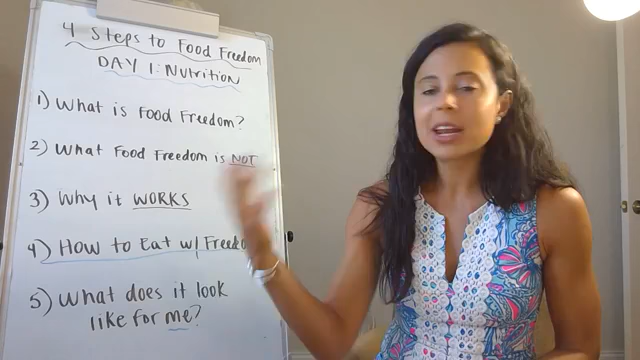 4 Steps to Food Freedom
DAY 1: Nutrition
1) What is Food Freedom?
2) What Food Freedom is NOT
3) Why it WORKS
4) How to Eat w/ Freedo
5) What does it look
like for me?